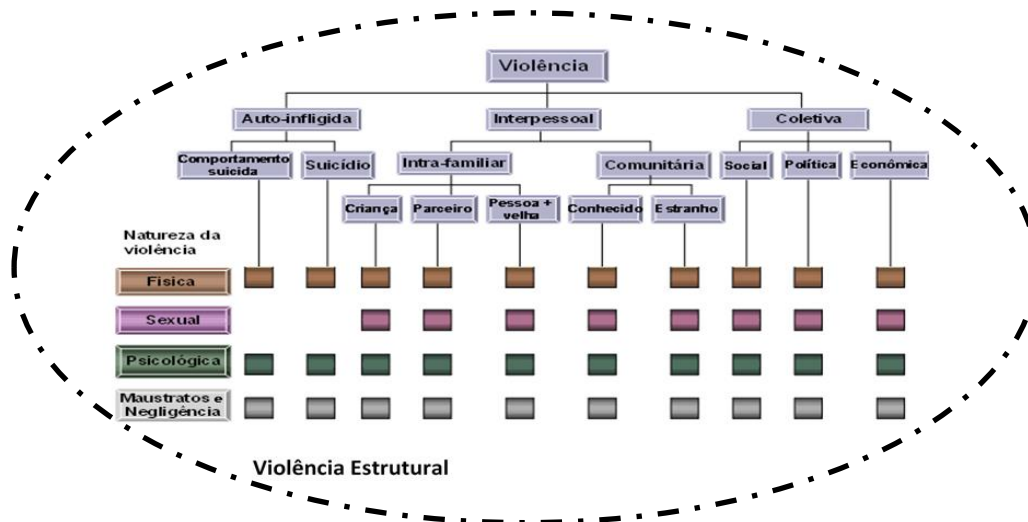 Violência
Auto-infligida
Interpessoal
Coletiva
Comportamento
suicida
Suicídio
Intra-familiar
Comunitária
Social
Política
Econômica
Criança
Parceiro
Pessoa +
velha
Conhecido
Estranho
Natureza da
violência
Física
Sexual
Psicológica
Maustratos e
Negligência
Violência Estrutural